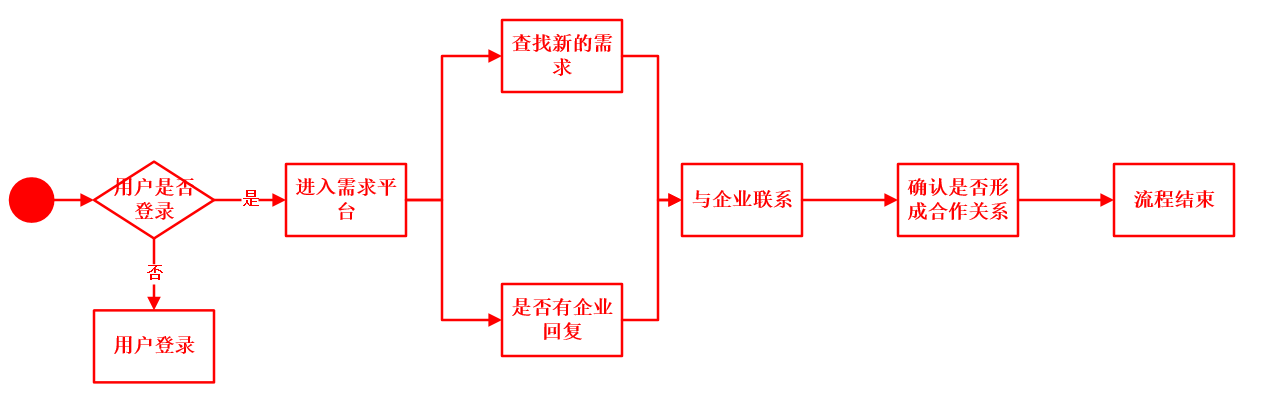 用户是否
登录
是
否
用户登录
进入需求平
台
查找新的需
求
是否有企业
回复
与企业联系
确认是否形
成合作关系
流程结束